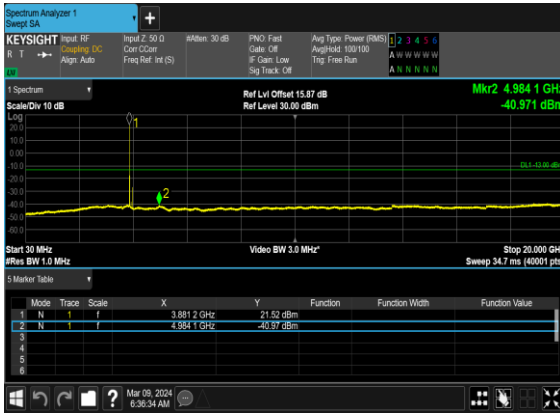 Spectrum Analyzer 1
Swept SA
+
KEYSIGHT Input: RF Input Z: 50 Ω #Atten: 30 dB PNO: Fast Avg Type: Power (RMS) 1 2 3 4 5 6
R T Coupling: DC Corr CCorr Gate: Off Avg|Hold: 100/100 A W W W W W
Align: Auto Freq Ref: Int (S) IF Gain: Low Trig: Free Run
Sig Track: Off A N N N N N
1 Spectrum Ref Lvl Offset 15.87 dB Mkr2 4.984 1 GHz
Scale/Div 10 dB Ref Level 30.00 dBm -40.971 dBm
Log
20.0
10.0
0.00
-10.0
-20.0
-30.0
-40.0
-50.0
-60.0
1
2
DL1 -13.00 dBm
Start 30 MHz Video BW 3.0 MHz* Stop 20.000 GH
#Res BW 1.0 MHz Sweep 34.7 ms (40001 pts
5 Marker Table
Mode Trace Scale X Y Function Function Width Function Value
1 N 1 f 3.881 2 GHz 21.52 dBm
2 N 1 f 4.984 1 GHz -40.97 dBm
3
4
5
6
? Mar 09, 2024
6:36:34 AM